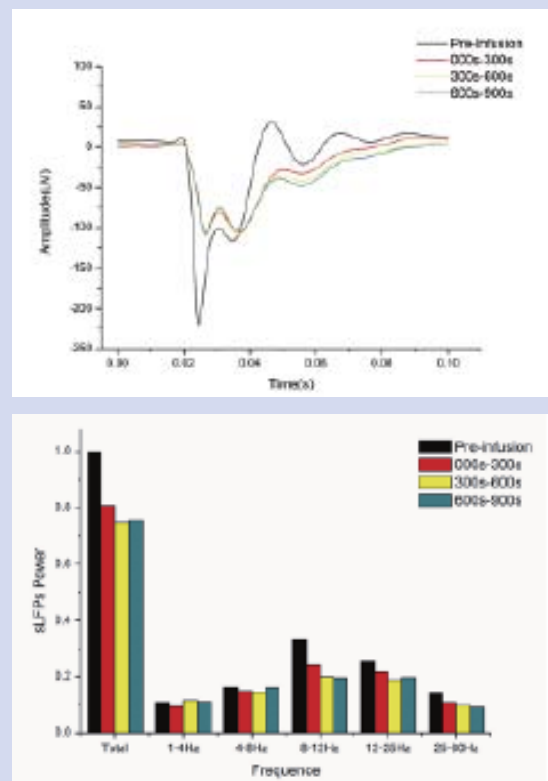 Pre-infusion
000s-300s
300s-600s
600s-900s
100
50
0
-50
-100
-150
-200
-250
Amplitude(uV)
0.00 0.02 0.04 0.06 0.08 0.10
Time(s)
Pre-infusion
000s-300s
300s-600s
600s-900s
1.0
0.8
0.6
0.4
0.2
0.0
sLFPs Power
Total 1-4Hz 4-8Hz 8-12Hz 12-25Hz
Frequence